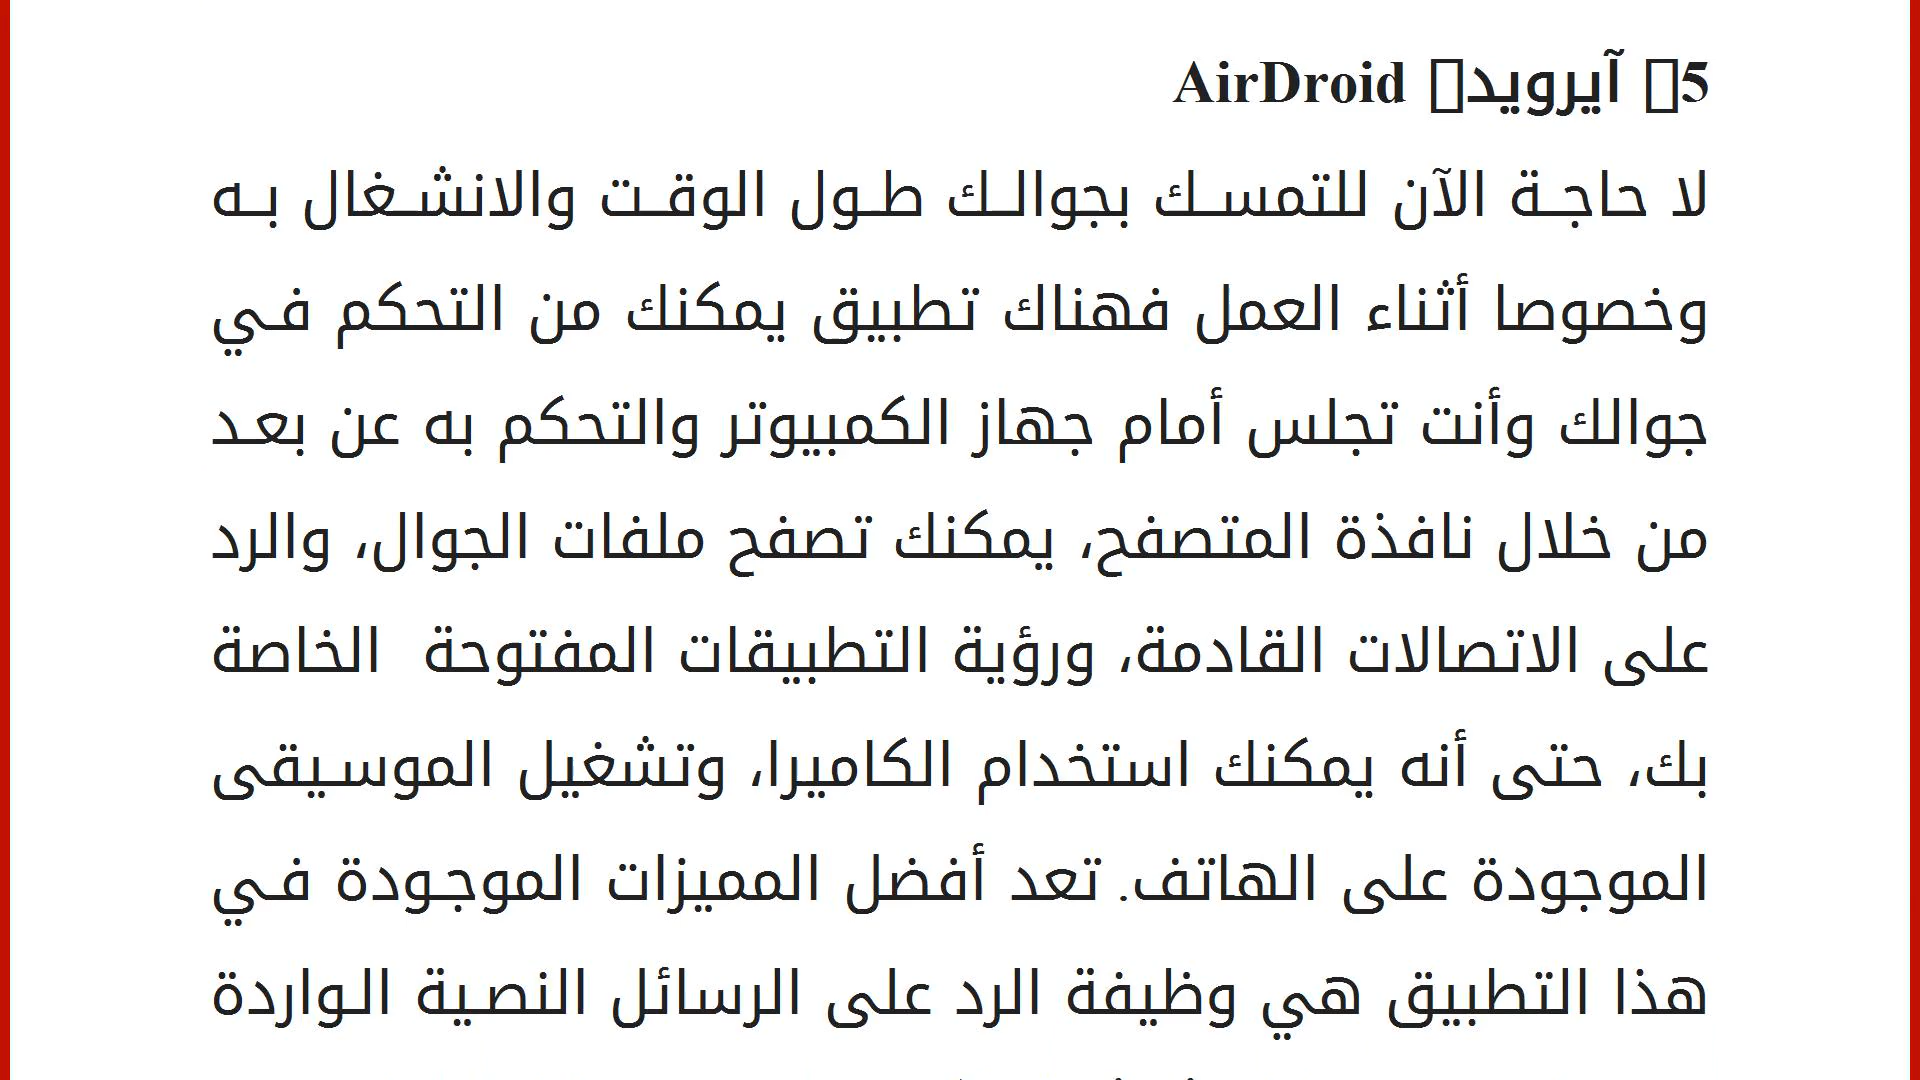 5▯ آيرويد▯ AirDroid
لا حاجة الآن للتمسك بجوالك طول الوقت والانشغال به
وخصوصا أثناء العمل فهناك تطبيق يمكنك من التحكم في
جوالك وأنت تجلس أمام جهاز الكمبيوتر والتحكم به عن بعد
من خلال نافذة المتصفح، يمكنك تصفح ملفات الجوال، والرد
على الاتصالات القادمة، ورؤية التطبيقات المفتوحة الخاصة
بك، حتى أنه يمكنك استخدام الكاميرا، وتشغيل الموسيقى
الموجودة على الهاتف. تعد أفضل المميزات الموجودة في
هذا التطبيق هي وظيفة الرد على الرسائل النصية الواردة